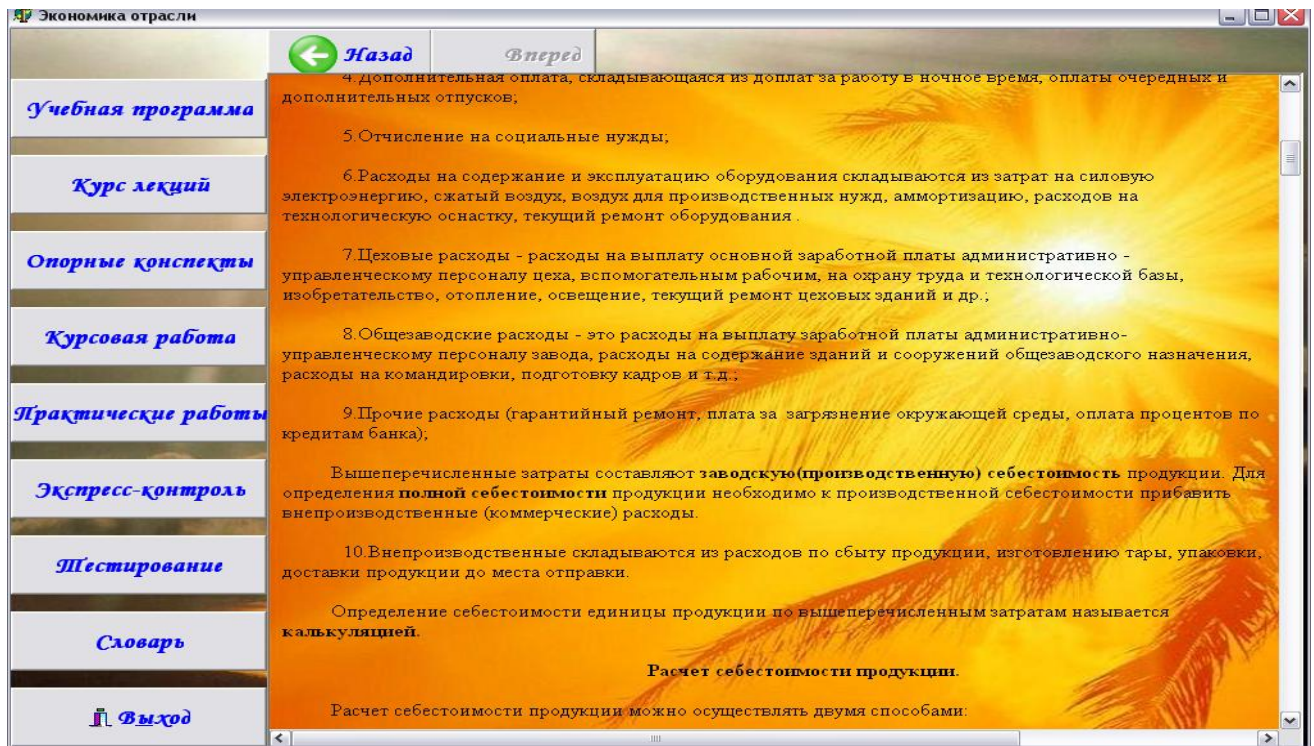 Экономика отрасли
Назад
Вперед
Учебная программа
Курс лекций
Опорные конспекты
Курсовая работа
Практические работы
Экспресс-контроль
Тестирование
Словарь
Выход
4.Дополнительная оплата, складывающаяся из доплат за работу в ночное время, оплаты очередных и
дополнительных отпусков;
5.Отчисление на социальные нужды;
6.Расходы на содержание и эксплуатацию оборудования складываются из затрат на силовую
электроэнергию, сжатый воздух, воздух для производственных нужд, аммортизацию, расходов на
технологическую оснастку, текущий ремонт оборудования .
7.Цеховые расходы - расходы на выплату основной заработной платы административно -
управленческому персоналу цеха, вспомогательным рабочим, на охрану труда и технологической базы,
изобретательство, отопление, освещение, текущий ремонт цеховых зданий и др.;
8.Общезаводские расходы - это расходы на выплату заработной платы административно-
управленческому персоналу завода, расходы на содержание зданий и сооружений общезаводского назначения,
расходы на командировки, подготовку кадров и т.д.;
9.Прочие расходы (гарантийный ремонт, плата за загрязнение окружающей среды, оплата процентов по
кредитам банка);
Вышеперечисленные затраты составляют заводскую(производственную) себестоимость продукции. Для
определения полной себестоимости продукции необходимо к производственной себестоимости прибавить
внепроизводственные (коммерческие) расходы.
10.Внепроизводственные складываются из расходов по сбыту продукции, изготовлению тары, упаковки,
доставки продукции до места отправки.
Определение себестоимости единицы продукции по вышеперечисленным затратам называется
калькуляцией.
Расчет себестоимости продукции.
Расчет себестоимости продукции можно осуществлять двумя способами: